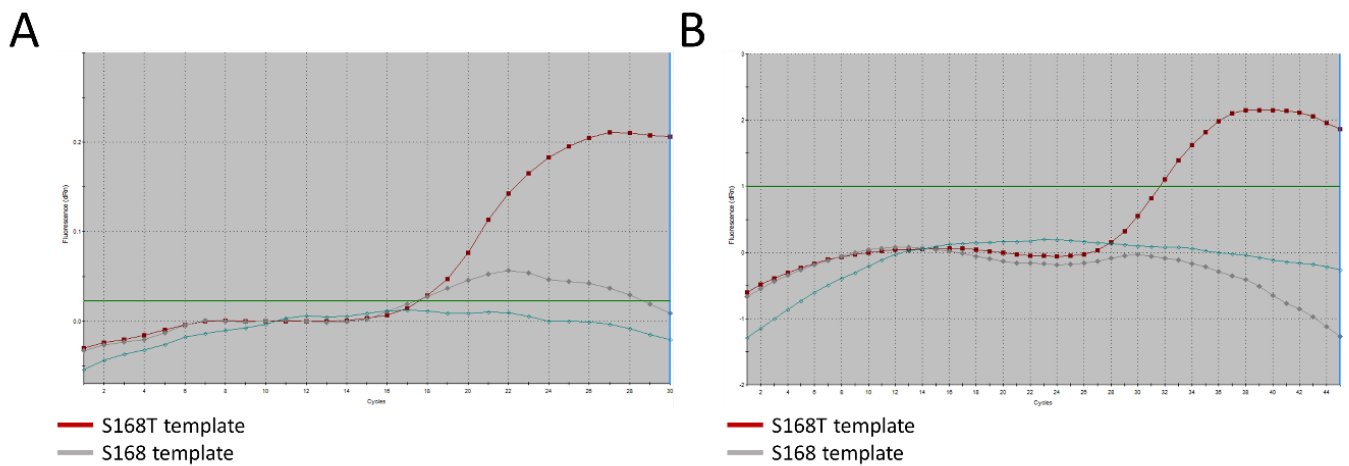 A
B
Fluorescence (dRn)
0.2
0.1
0.0
2 4 6 8 10 12 14 16 18 20 22 24 26 28 30
Cycles
S168T template
S168 template
Fluorescence (dRn)
3
2
1
0
-1
-2
2 4 6 8 10 12 14 16 18 20 22 24 26 28 30 32 34 36 38 40 42 44
Cycles
S168T template
S168 template